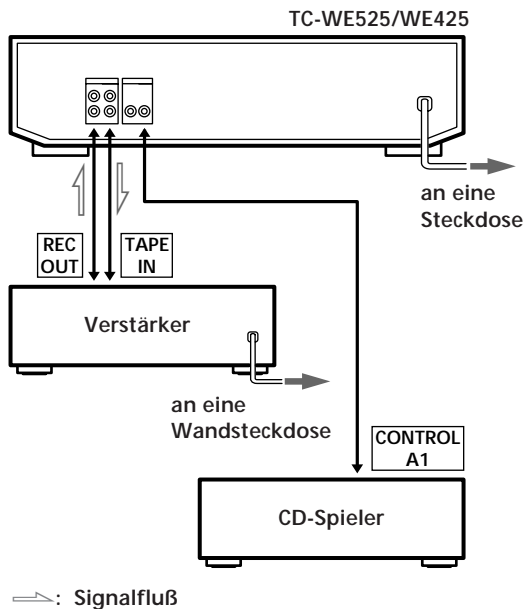 TC-WE525/WE425
an eine
Steckdose
REC
OUT
TAPE
IN
Verstärker
an eine
Wandsteckdose
CONTROL
A1
CD-Spieler
: Signalfluß